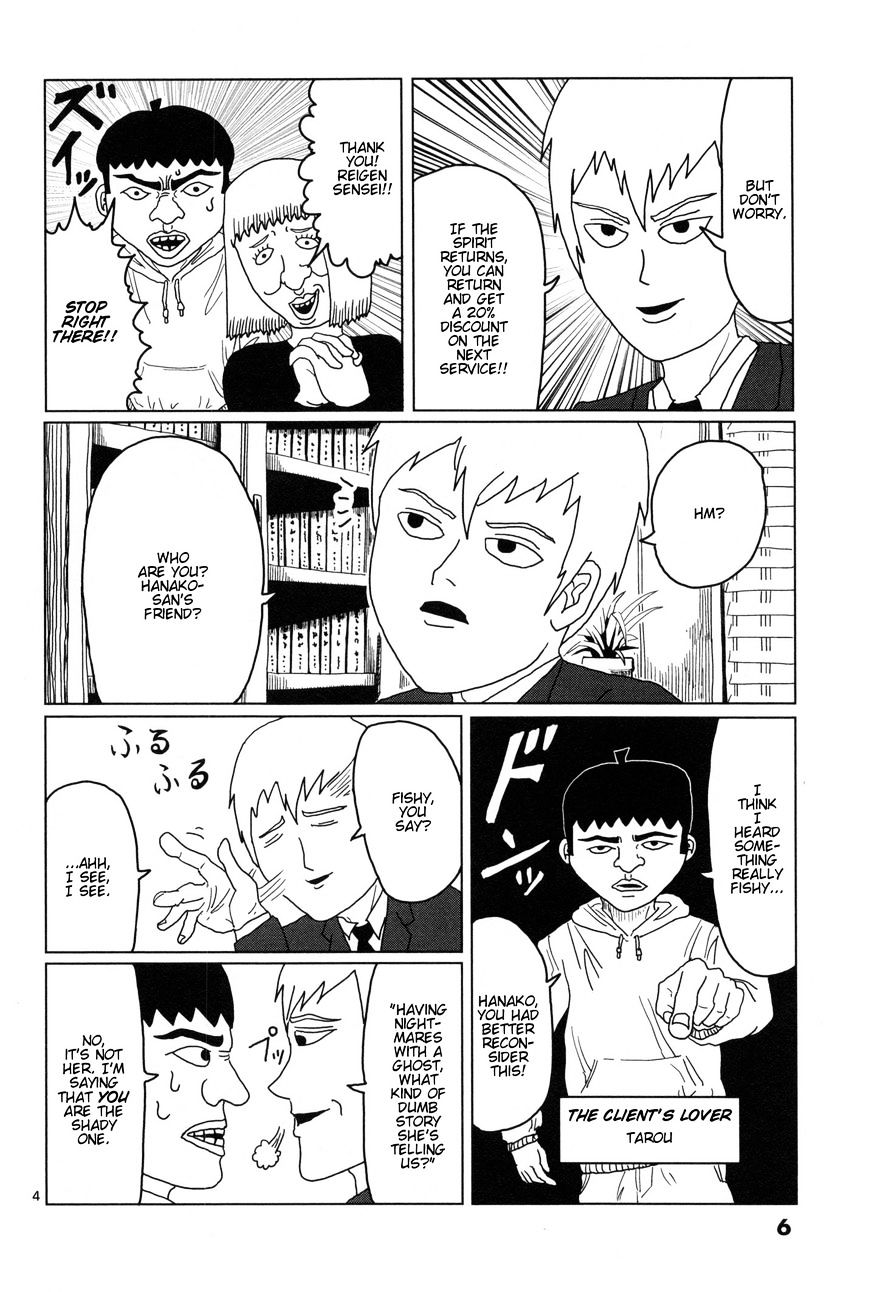 BUT
DON'T
WORRY.
IF THE
SPIRIT
RETURNS,
YOU CAN
RETURN
AND GET
A 20%
DISCOUNT
ON THE
NEXT
SERVICE!!
THANK
YOU!
REIGEN
SENSEI!!
ズイッ
STOP
RIGHT
THERE!!
HM?
WHO
ARE YOU?
HANAKO-
SAN'S
FRIEND?
I
THINK
I
HEARD
SOME-
THING
REALLY
FISHY...
ドンッ
HANAKO,
YOU HAD
BETTER
RECON-
SIDER
THIS!
THE CLIENT'S LOVER
TAROU
FISHY,
YOU
SAY?
ふる
ふる
...AHH,
I SEE,
I SEE.
"HAVING
NIGHT-
MARES
WITH A
GHOST,
WHAT
KIND OF
DUMB
STORY
SHE'S
TELLING
US?"
プッ
NO,
IT'S NOT
HER. I'M
SAYING
THAT YOU
ARE THE
SHADY
ONE.
4
6